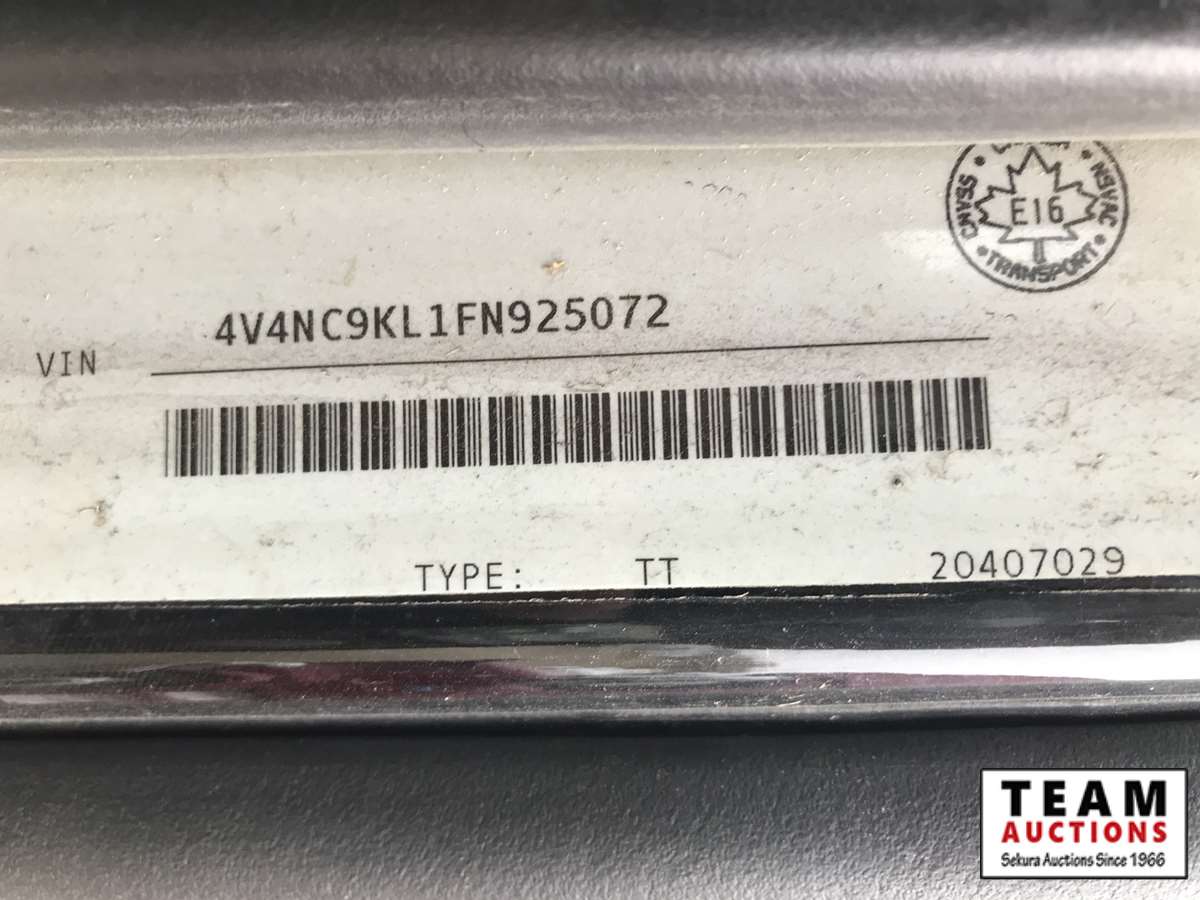 E16
TRANSPORT
4V4NC9KL1FN925072
VIN
TYPE: TT 20407029
TEAM
AUCTIONS
Sekura Auctions Since 1966